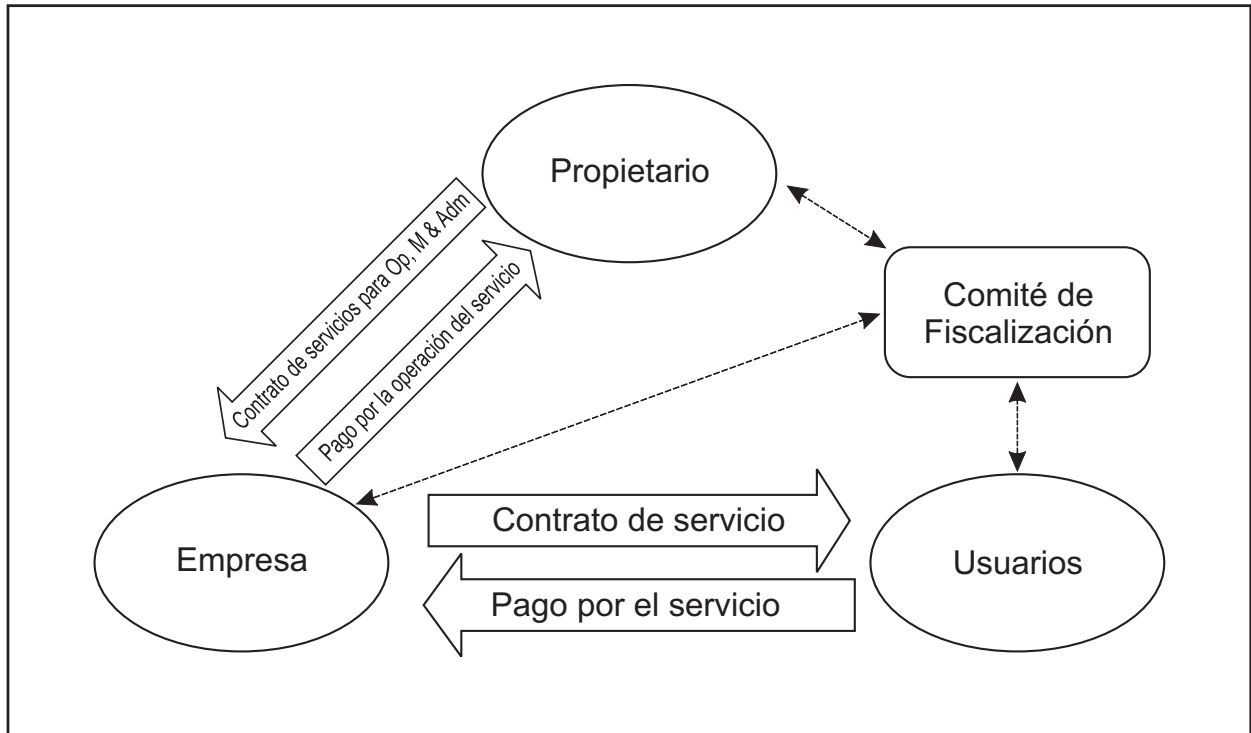 Propietario
Contrato de servicios para Op, M & Adm
Pago por la operación del servicio
Comité de
Fiscalización
Empresa
Contrato de servicio
Pago por el servicio
Usuarios